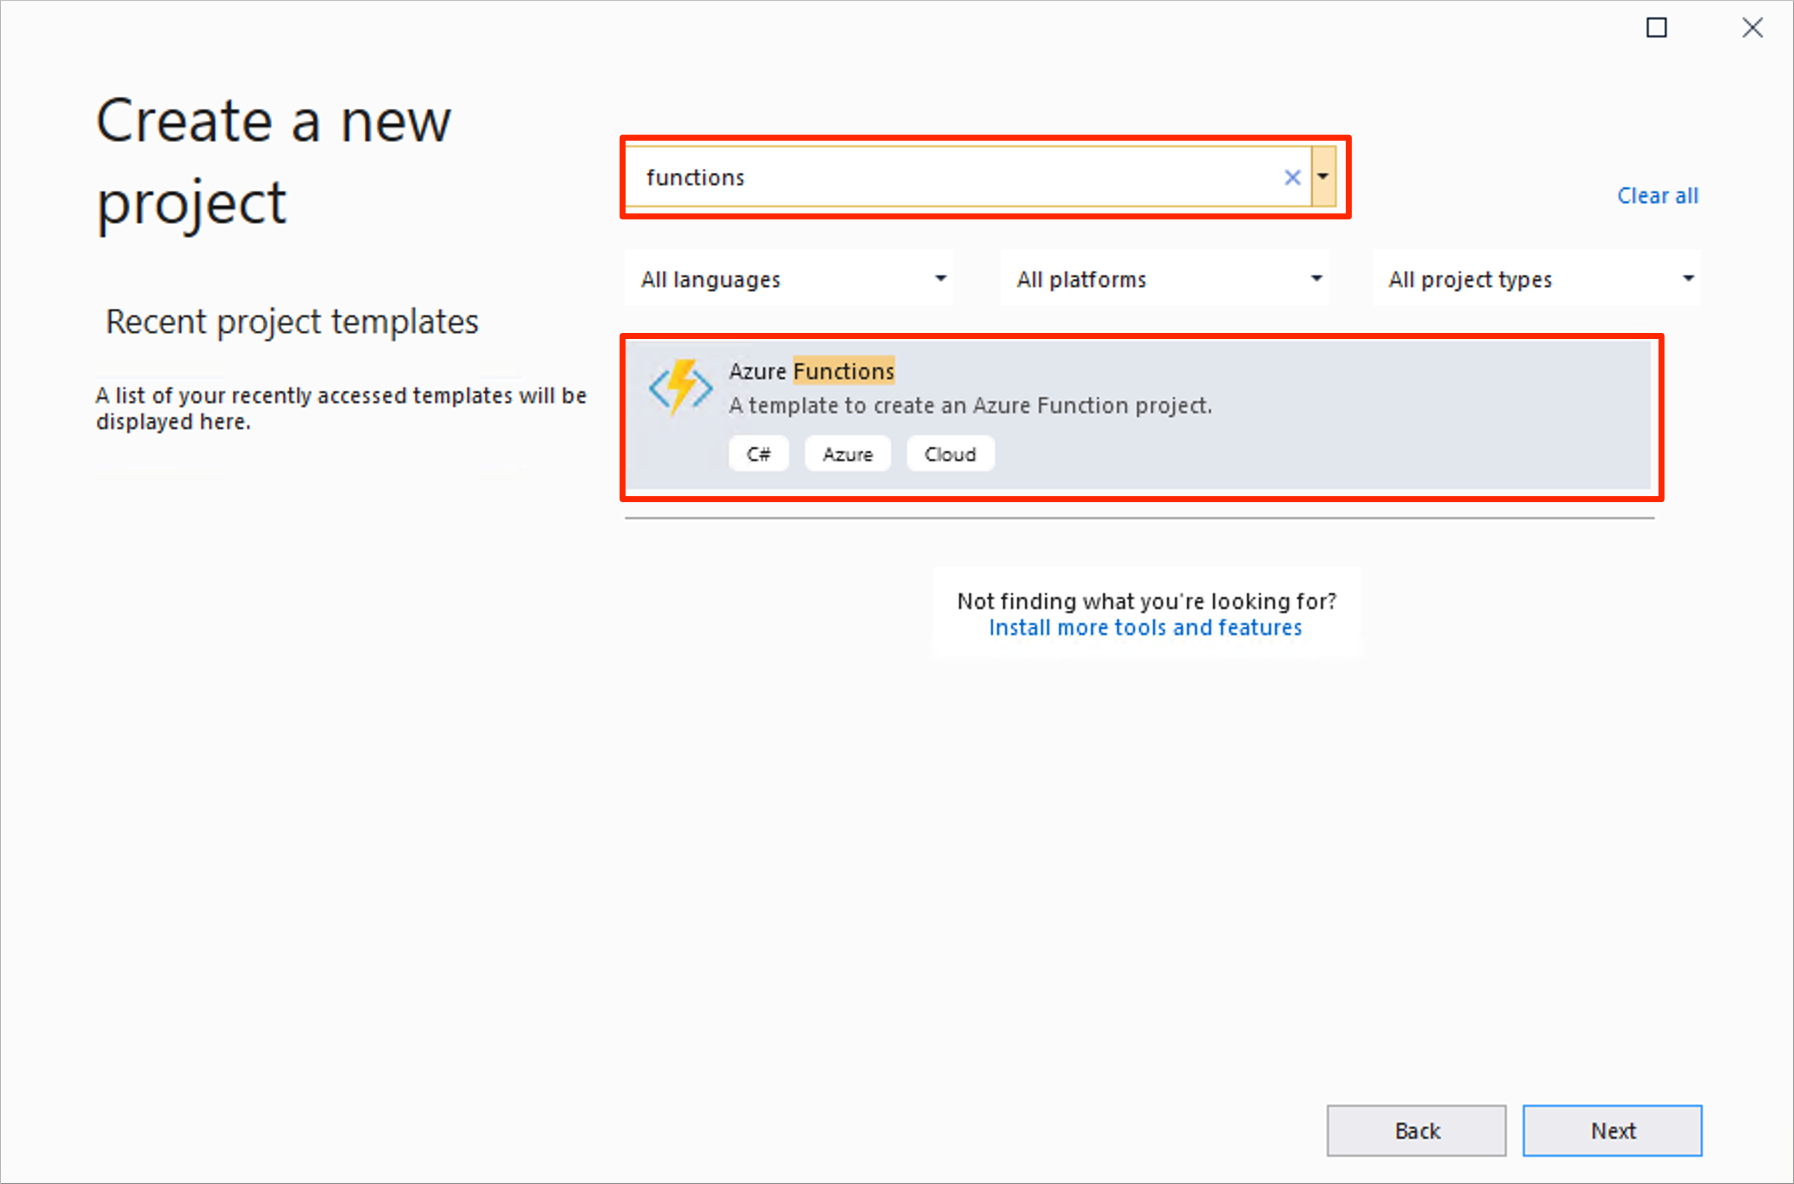 Create a new
project
Recent project templates
A list of your recently accessed templates will be
displayed here.
functions
Clear all
All languages
All platforms
All project types
Azure Functions
A template to create an Azure Function project.
C#
Azure
Cloud
Not finding what you're looking for?
Install more tools and features
Back
Next